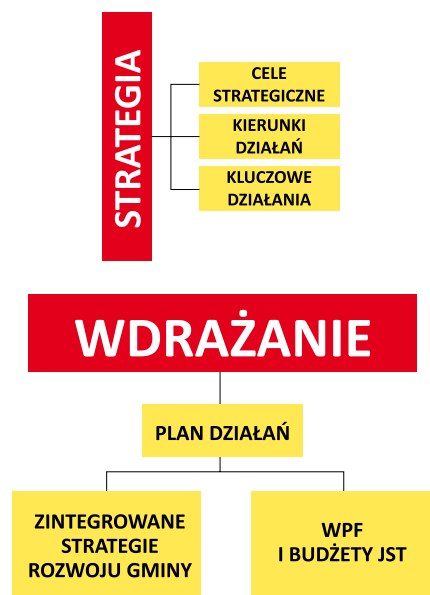 STRATEGIA
CELE
STRATEGICZNE
KIERUNKI
DZIAŁAŃ
KLUCZOWE
DZIAŁANIA
WDRAŻANIE
PLAN DZIAŁAŃ
ZINTEGROWANE
STRATEGIE
ROZWOJU GMINY
WPF
I BUDŻETY JST